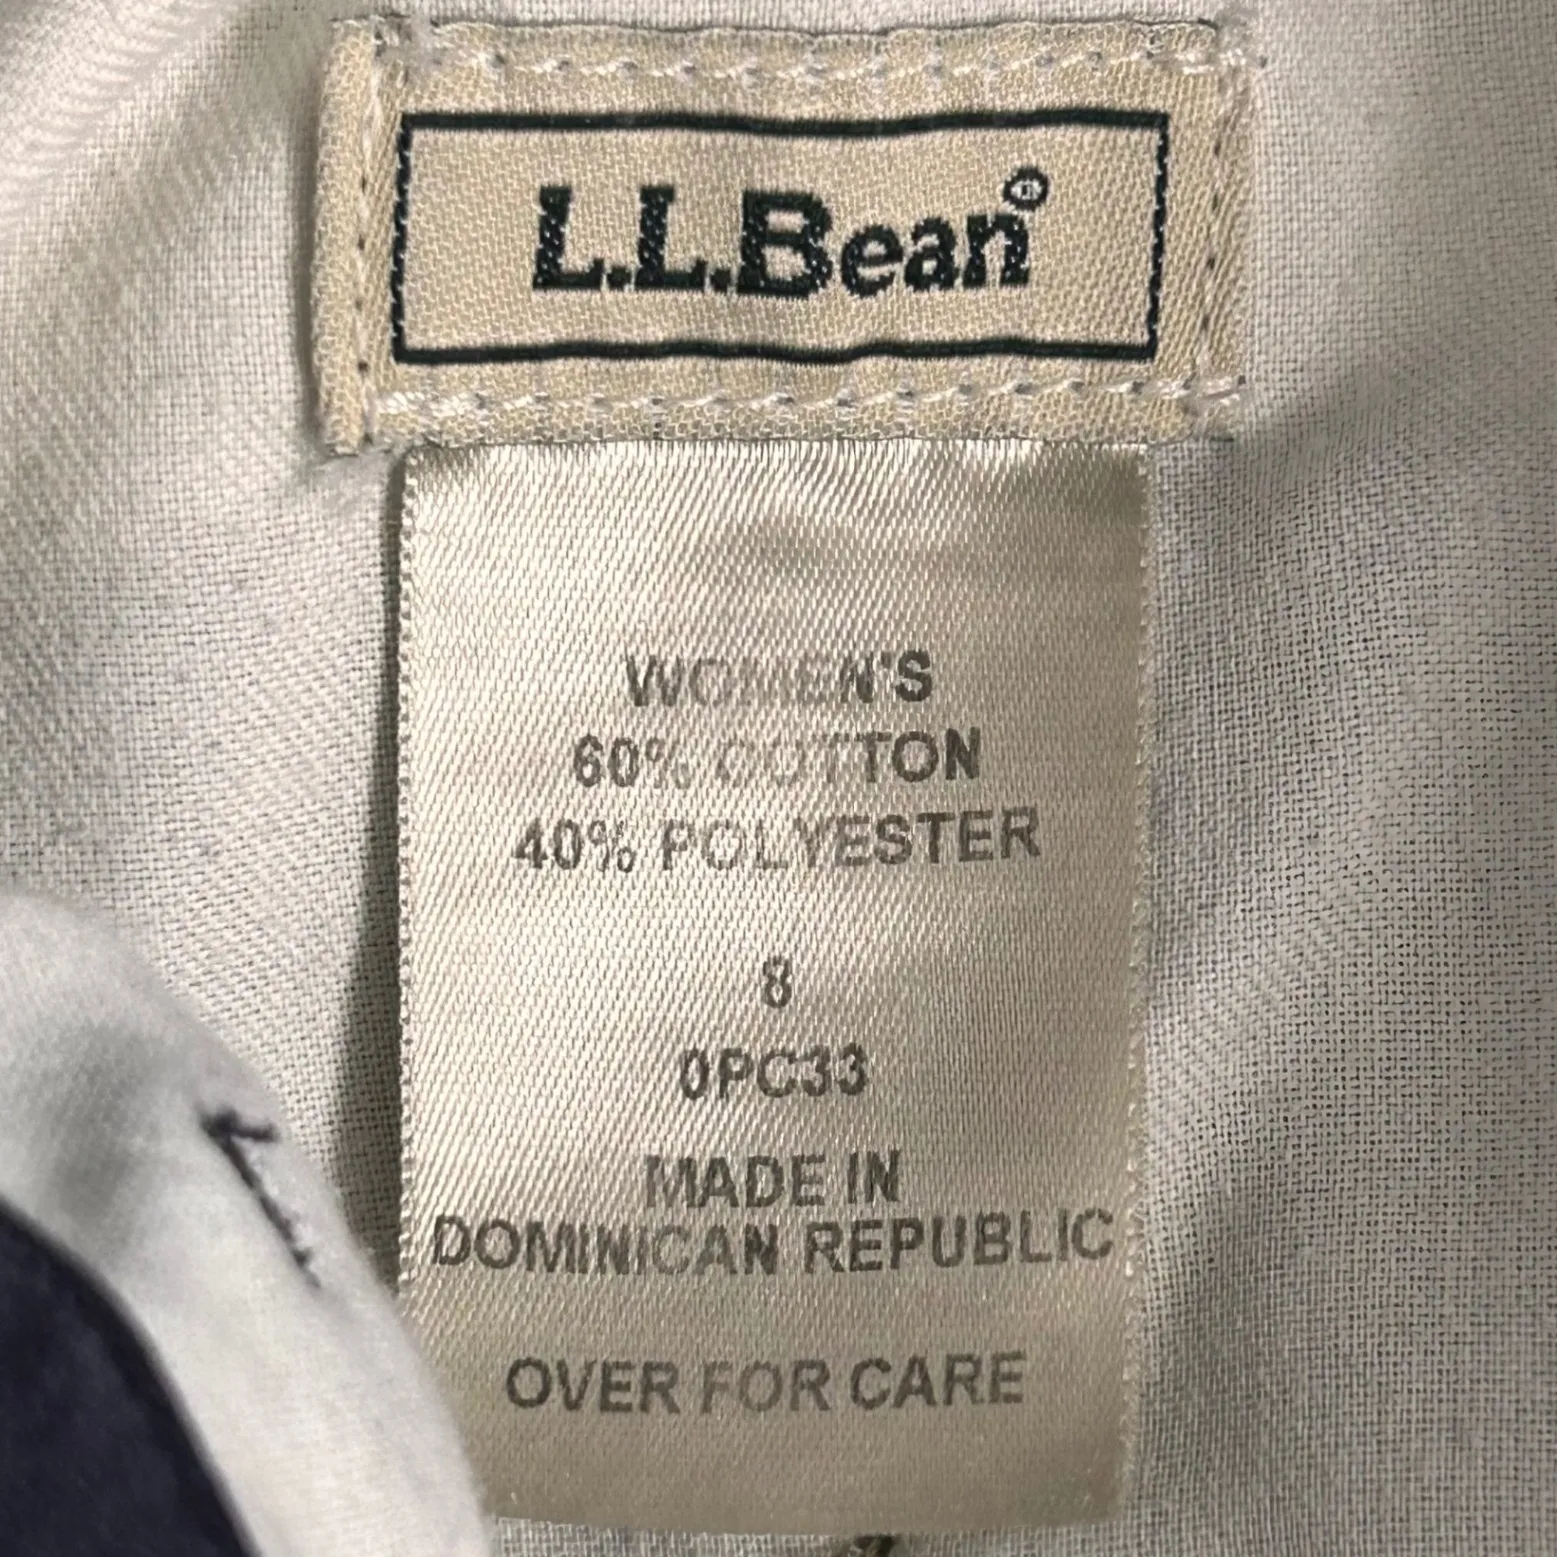 L.L.Bean®
WOMEN'S
60% COTTON
40% POLYESTER
8
0PC33
MADE IN
DOMINICAN REPUBLIC
OVER FOR CARE